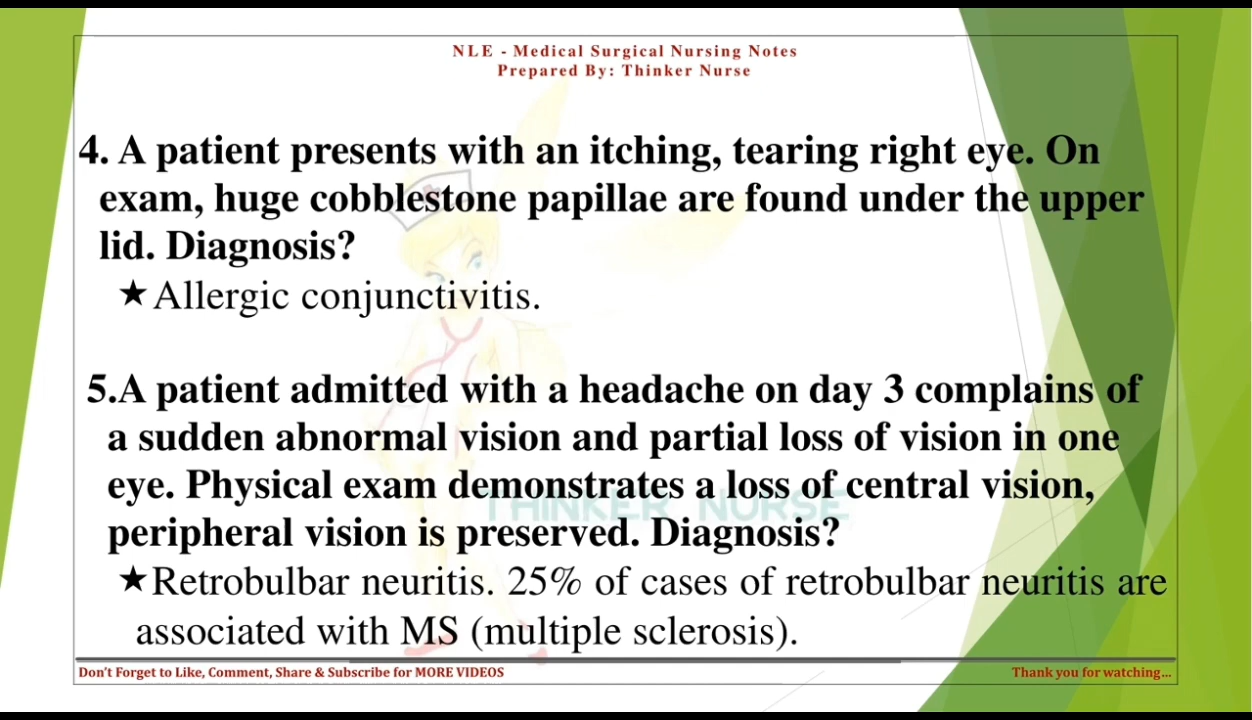 NLE - Medical Surgical Nursing Notes
Prepared By: Thinker Nurse
4. A patient presents with an itching, tearing right eye. On
exam, huge cobblestone papillae are found under the upper
lid. Diagnosis?
★Allergic conjunctivitis.
5.A patient admitted with a headache on day 3 complains of
a sudden abnormal vision and partial loss of vision in one
eye. Physical exam demonstrates a loss of central vision,
peripheral vision is preserved. Diagnosis?
THINKER NURSE
★Retrobulbar neuritis. 25% of cases of retrobulbar neuritis are
associated with MS (multiple sclerosis).
Don't Forget to Like, Comment, Share & Subscribe for MORE VIDEOS
Thank you for watching...